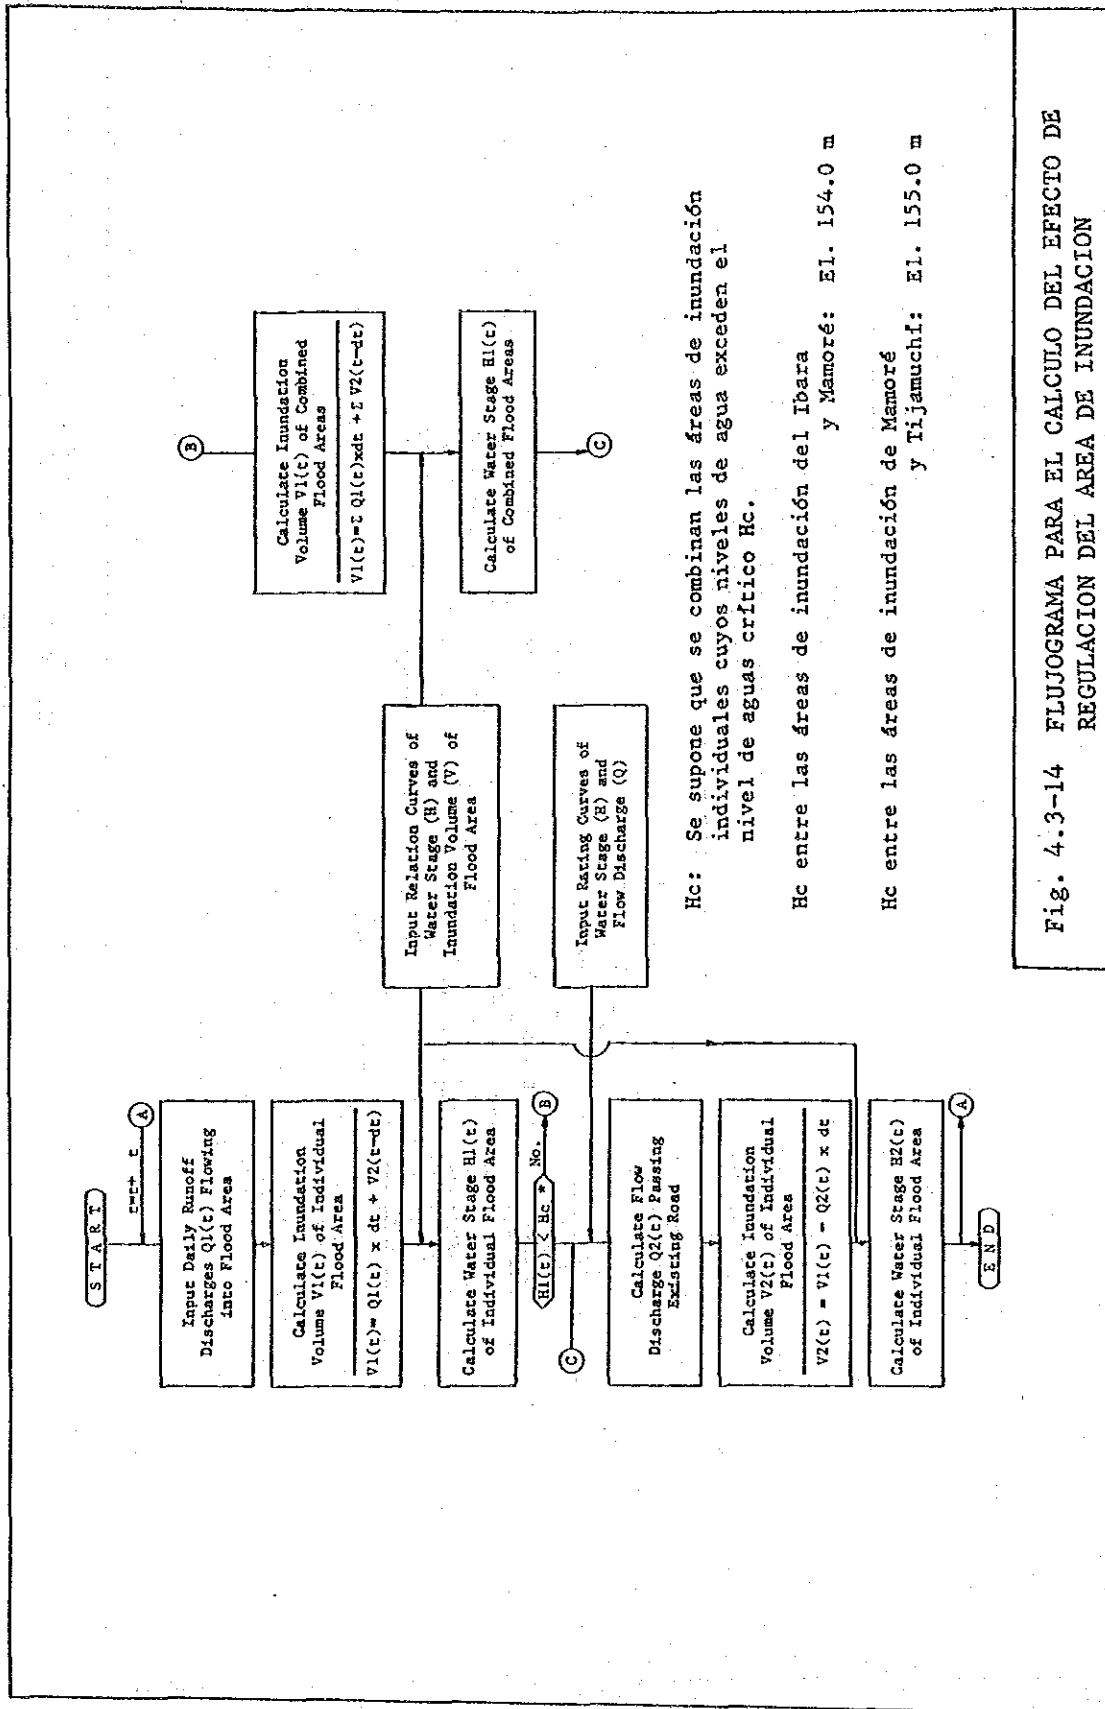 START
t=t+ t
A
Input Daily Runoff
Discharges Q1(t) Flowing
into Flood Area
Calculate Inundation
Volume V1(t) of Individual
Flood Area
V1(t)= Q1(t) x dt + V2(t-dt)
Calculate Water Stage H1(t)
of Individual Flood Area
H1(t) < Hc *
No.
B
C
Calculate Flow
Discharge Q2(t) Passing
Existing Road
Calculate Inundation
Volume V2(t) of Individual
Flood Area
V2(t) = V1(t) - Q2(t) x dt
Calculate Water Stage H2(t)
of Individual Flood Area
A
END
Input Relation Curves of
Water Stage (H) and
Inundation Volume (V) of
Flood Area
Input Rating Curves of
Water Stage (H) and
Flow Discharge (Q)
B
Calculate Inundation
Volume V1(t) of Combined
Flood Areas
V1(t)=Σ Q1(t)xdt +Σ V2(t-dt)
Calculate Water Stage H1(t)
of Combined Flood Areas
C
Hc: Se supone que se combinan las áreas de inundación
individuales cuyos niveles de agua exceden el
nivel de aguas crítico Hc.
Hc entre las áreas de inundación del Ibara
y Mamoré: El. 154.0 m
Hc entre las áreas de inundación de Mamoré
y Tijamuchí: El. 155.0 m
Fig. 4.3-14 FLUJOGRAMA PARA EL CALCULO DEL EFECTO DE
REGULACION DEL AREA DE INUNDACION